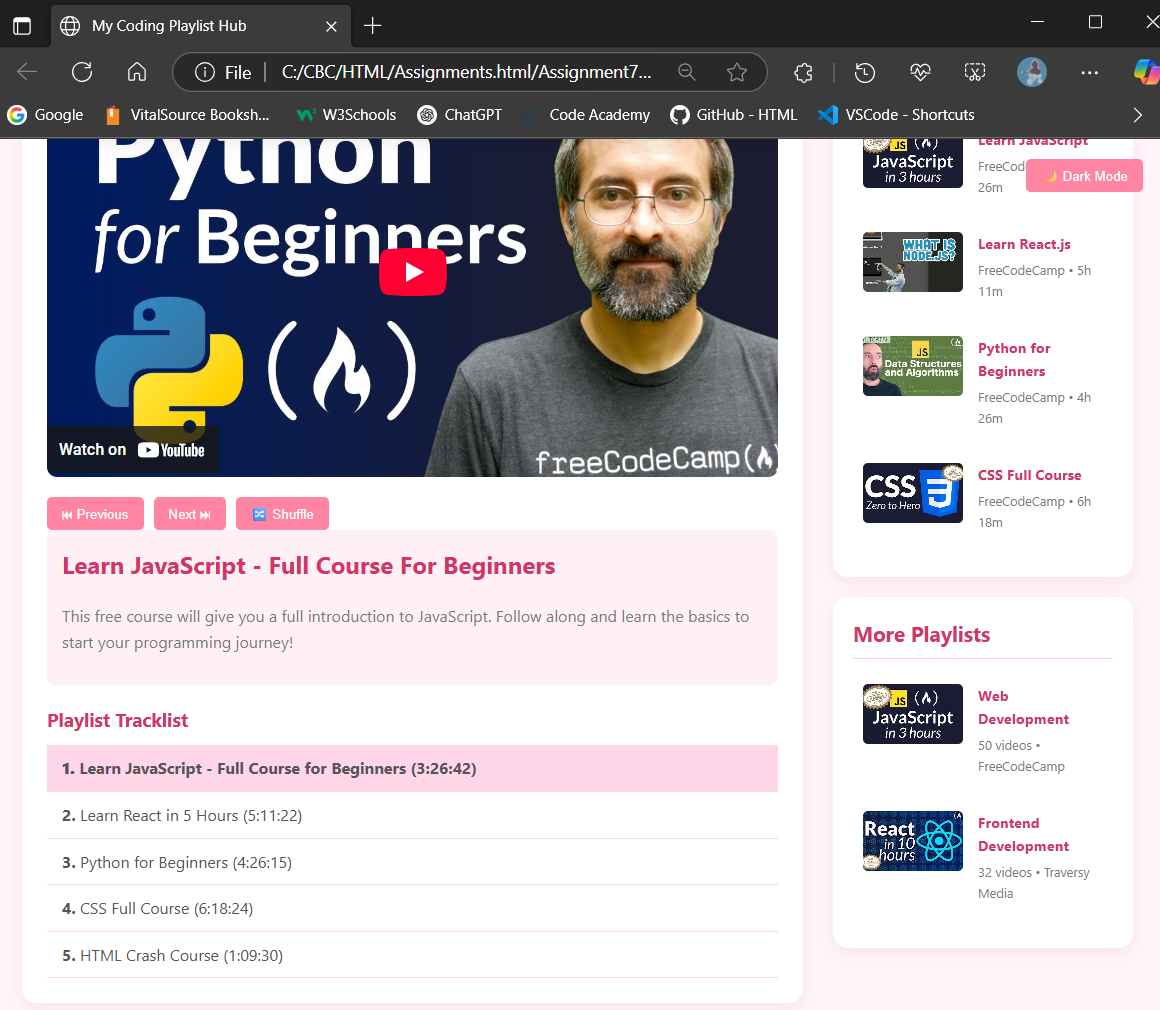 My Coding Playlist Hub
File
C:/CBC/HTML/Assignments.html/Assignment7...
Google
VitalSource Booksh...
W3Schools
ChatGPT
Code Academy
GitHub - HTML
VSCode - Shortcuts
Python
for Beginners
freeCodeCamp
Watch on YouTube
⏮ Previous
Next ⏭
🔀 Shuffle
Learn JavaScript - Full Course For Beginners
This free course will give you a full introduction to JavaScript. Follow along and learn the basics to
start your programming journey!
Playlist Tracklist
1. Learn JavaScript - Full Course for Beginners (3:26:42)
2. Learn React in 5 Hours (5:11:22)
3. Python for Beginners (4:26:15)
4. CSS Full Course (6:18:24)
5. HTML Crash Course (1:09:30)
JS
JavaScript
in 3 hours
Learn JavaScript
FreeCod
26m
🌙 Dark Mode
WHAT IS
NODE.JS?
Learn React.js
FreeCodeCamp • 5h
11m
JS
Data Structures
and Algorithms
Python for
Beginners
FreeCodeCamp • 4h
26m
CSS
Zero to Hero
CSS Full Course
FreeCodeCamp • 6h
18m
More Playlists
JS
JavaScript
in 3 hours
Web
Development
50 videos •
FreeCodeCamp
React
in 10
hours
Frontend
Development
32 videos • Traversy
Media